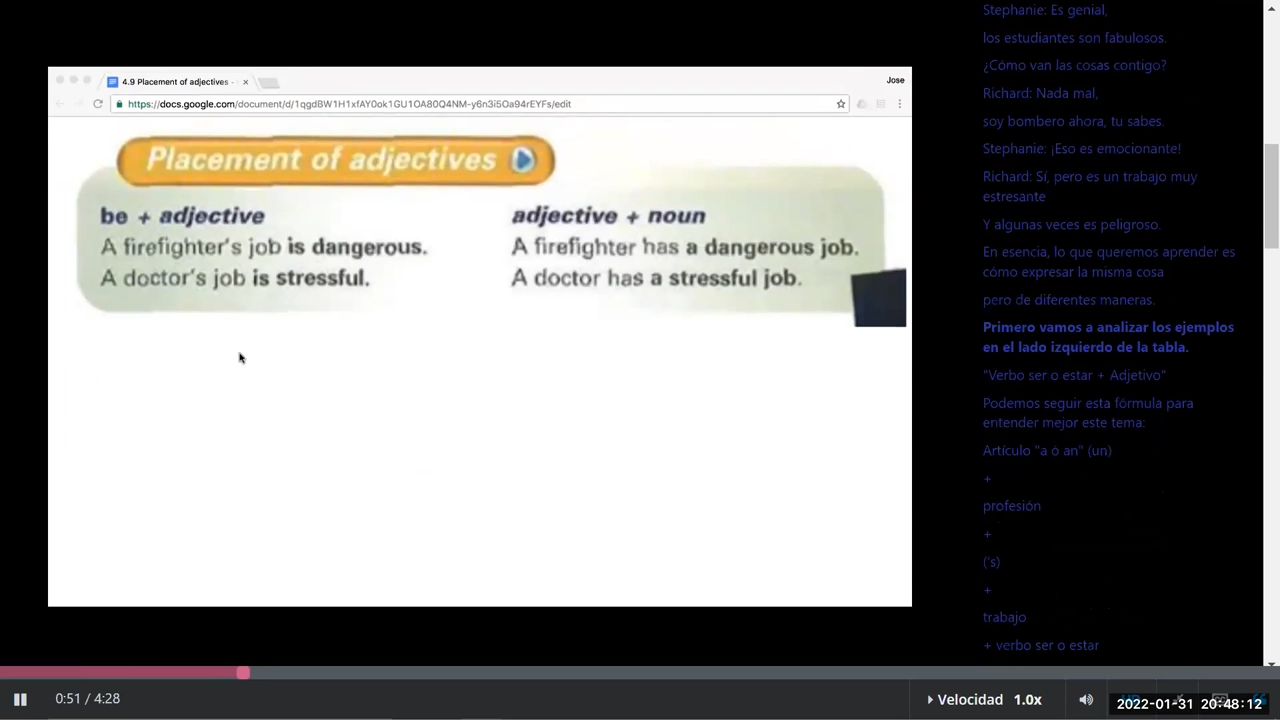 Stephanie: Es genial,
los estudiantes son fabulosos.
¿Cómo van las cosas contigo?
Richard: Nada mal,
soy bombero ahora, tu sabes.
Stephanie: ¡Eso es emocionante!
Richard: Sí, pero es un trabajo muy
estresante
Y algunas veces es peligroso.
En esencia, lo que queremos aprender es
cómo expresar la misma cosa
pero de diferentes maneras.
Primero vamos a analizar los ejemplos
en el lado izquierdo de la tabla.
"Verbo ser o estar + Adjetivo"
Podemos seguir esta fórmula para
entender mejor este tema:
Artículo "a ó an" (un)
+
profesión
+
('s)
+
trabajo
+ verbo ser o estar
4.9 Placement of adjectives -
Jose
https://docs.google.com/document/d/1qgdBW1H1xfAY0ok1GU1OA80Q4NM-y6n3i5Oa94rEYFs/edit
Placement of adjectives
be + adjective
A firefighter's job is dangerous.
A doctor's job is stressful.
adjective + noun
A firefighter has a dangerous job.
A doctor has a stressful job.
0:51 / 4:28
Velocidad 1.0x
2022-01-31 20:48:12